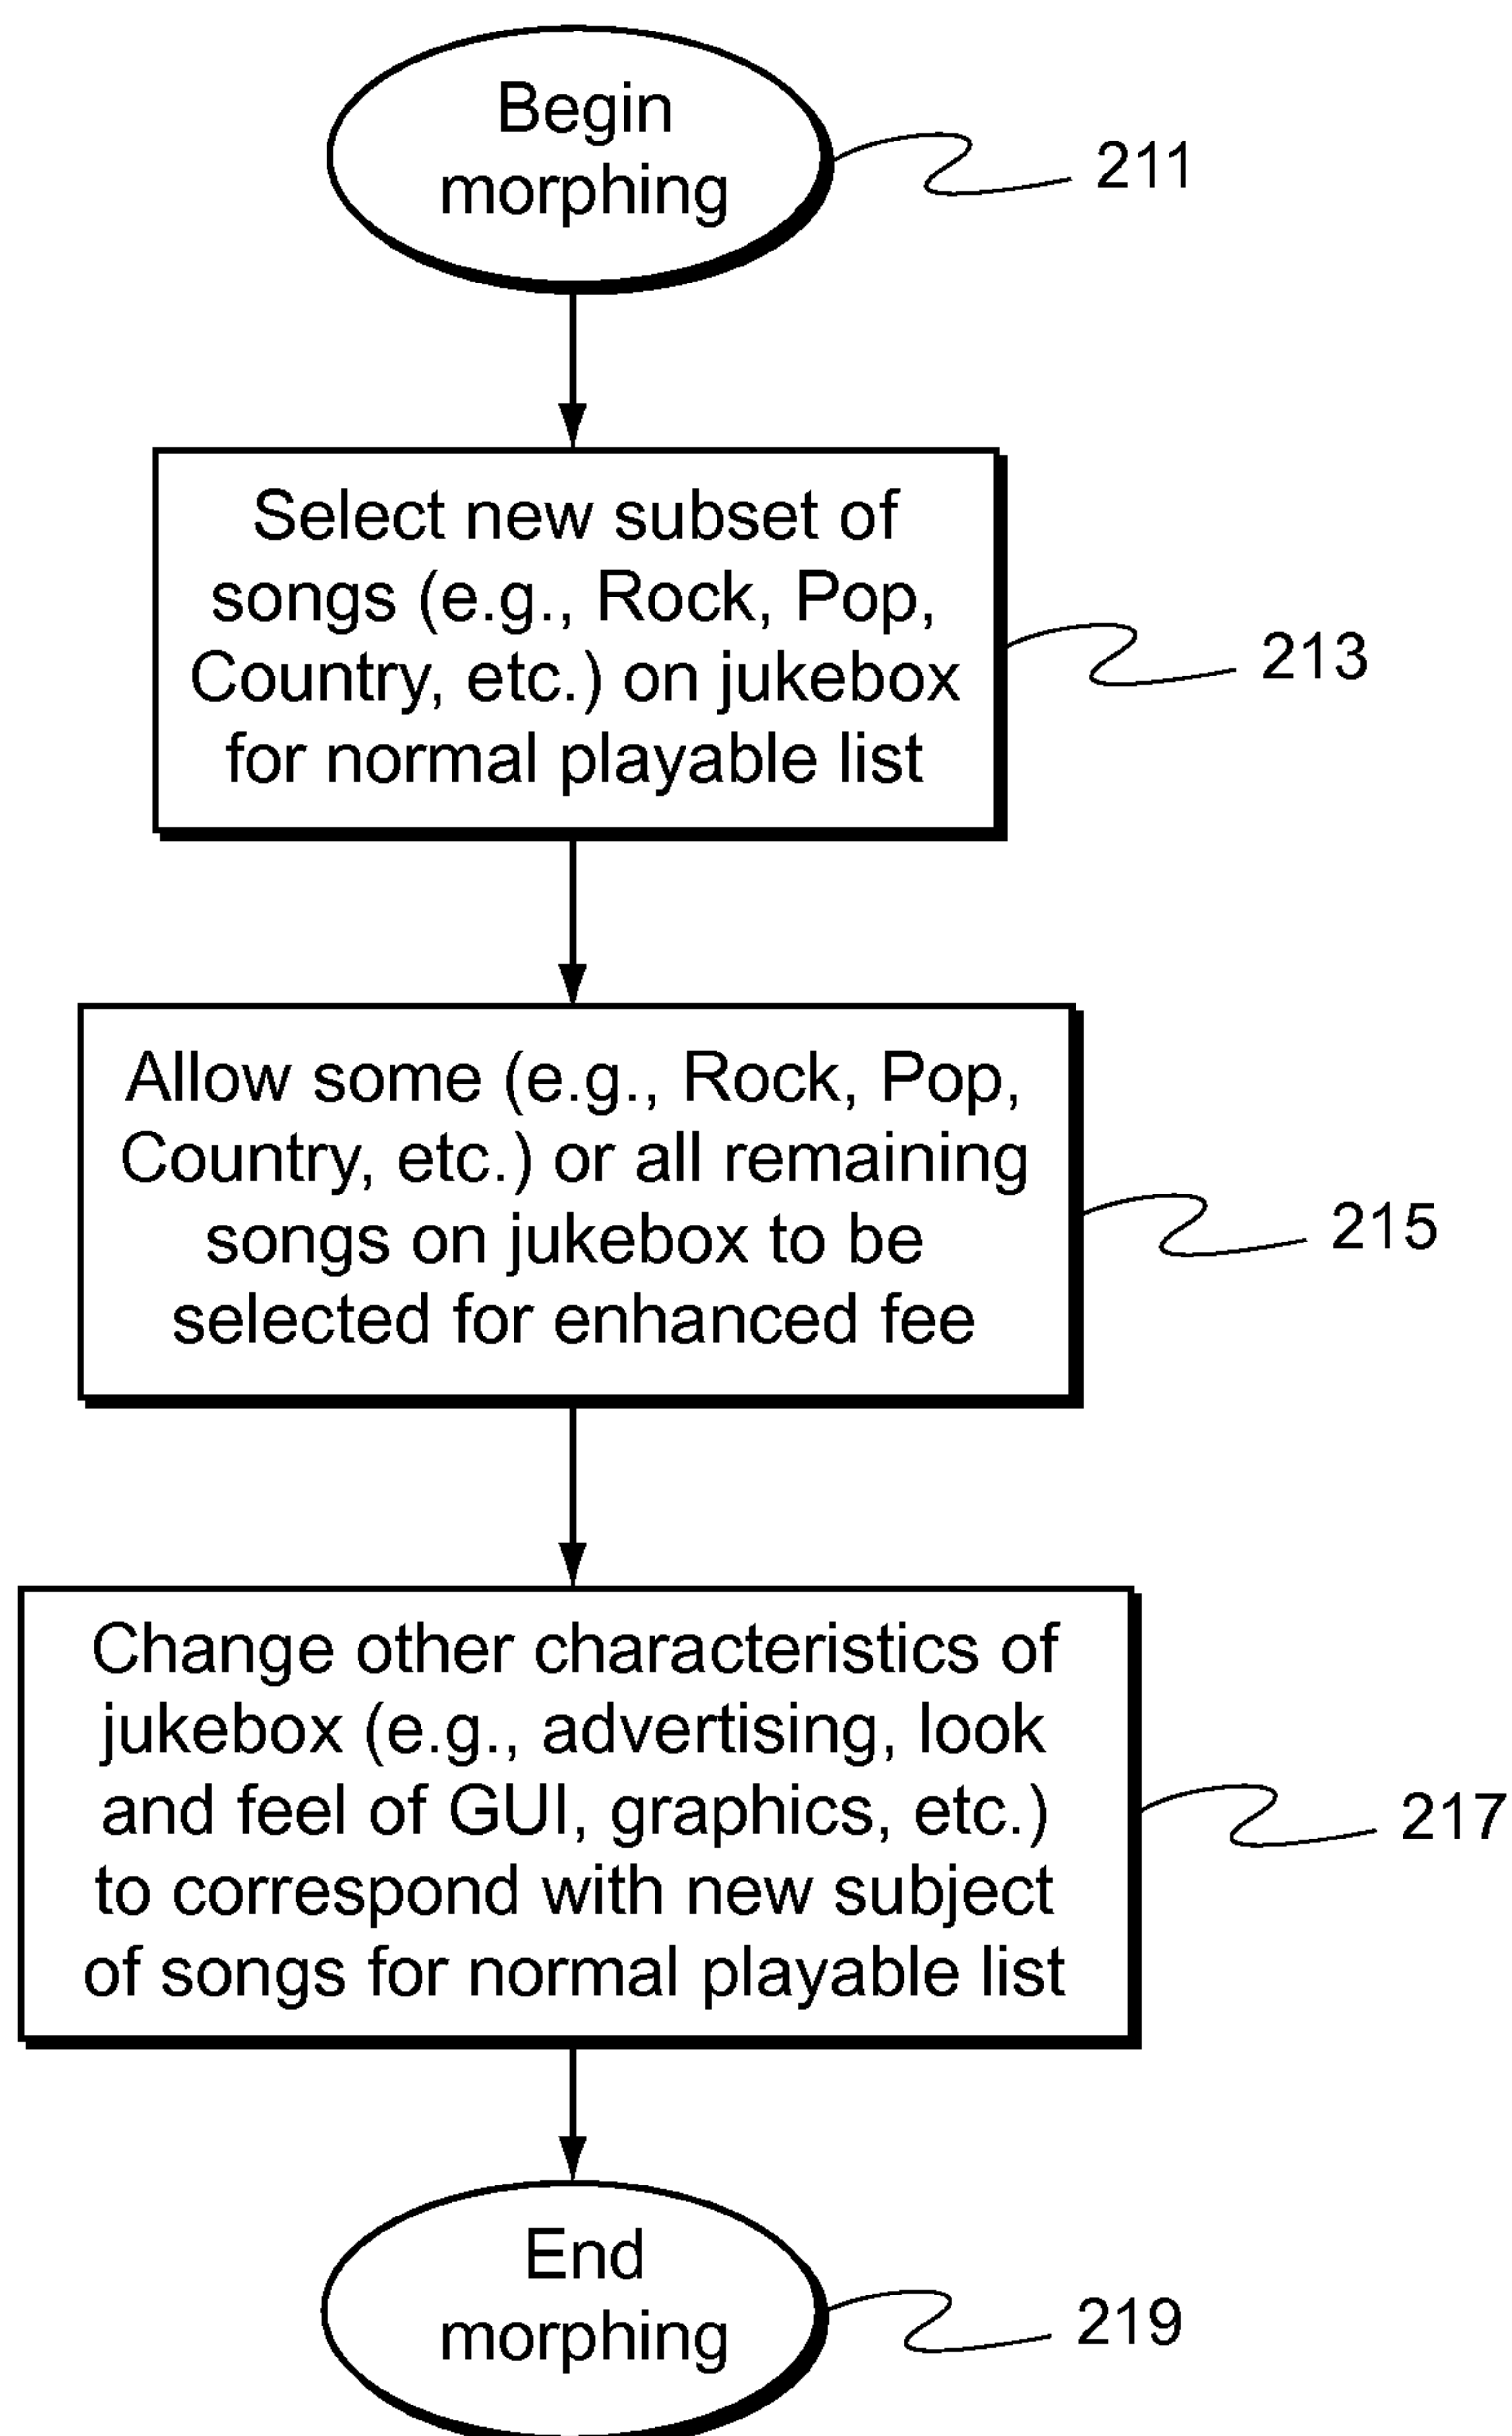 Begin
morphing
211
Select new subset of
songs (e.g., Rock, Pop,
Country, etc.) on jukebox
for normal playable list
213
Allow some (e.g., Rock, Pop,
Country, etc.) or all remaining
songs on jukebox to be
selected for enhanced fee
215
Change other characteristics of
jukebox (e.g., advertising, look
and feel of GUI, graphics, etc.)
to correspond with new subject
of songs for normal playable list
217
End
morphing
219